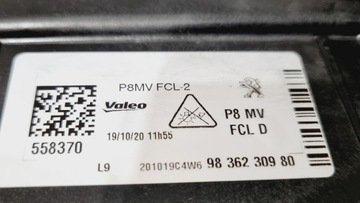 P8MV FCL-2
Valeo
P8 MV
19/10/20 11h55
FCL D
558370
L9
201019C4W6
98 362 309 80